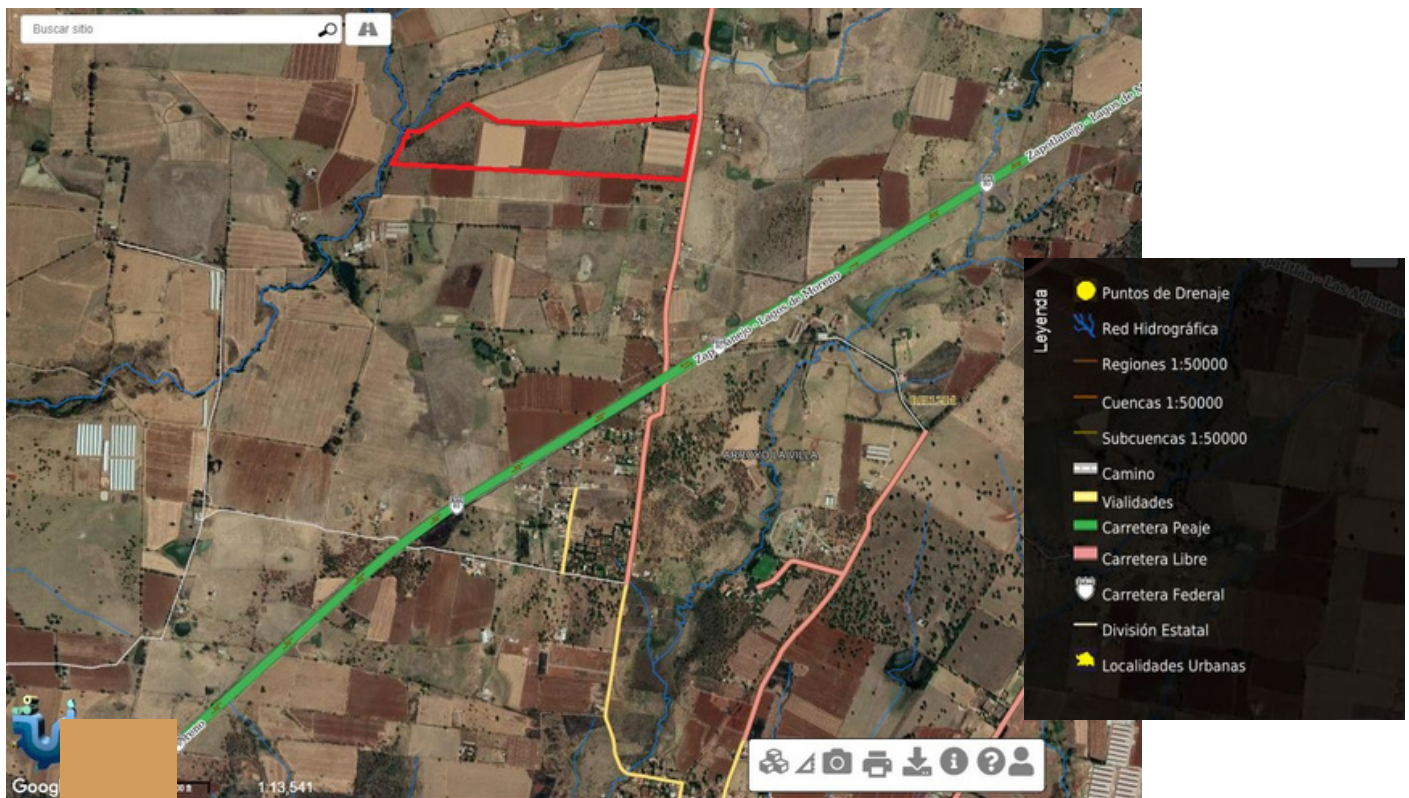 Buscar sitio
Zapotlanejo - Lagos de M
Zapotlanejo - Lagos de Moreno
ARROYO LA VILLA
Leyenda
Puntos de Drenaje
Red Hidrográfica
Regiones 1:50000
Cuencas 1:50000
Subcuencas 1:50000
Camino
Vialidades
Carretera Peaje
Carretera Libre
Carretera Federal
División Estatal
Localidades Urbanas
reno
Goog
1:13,541